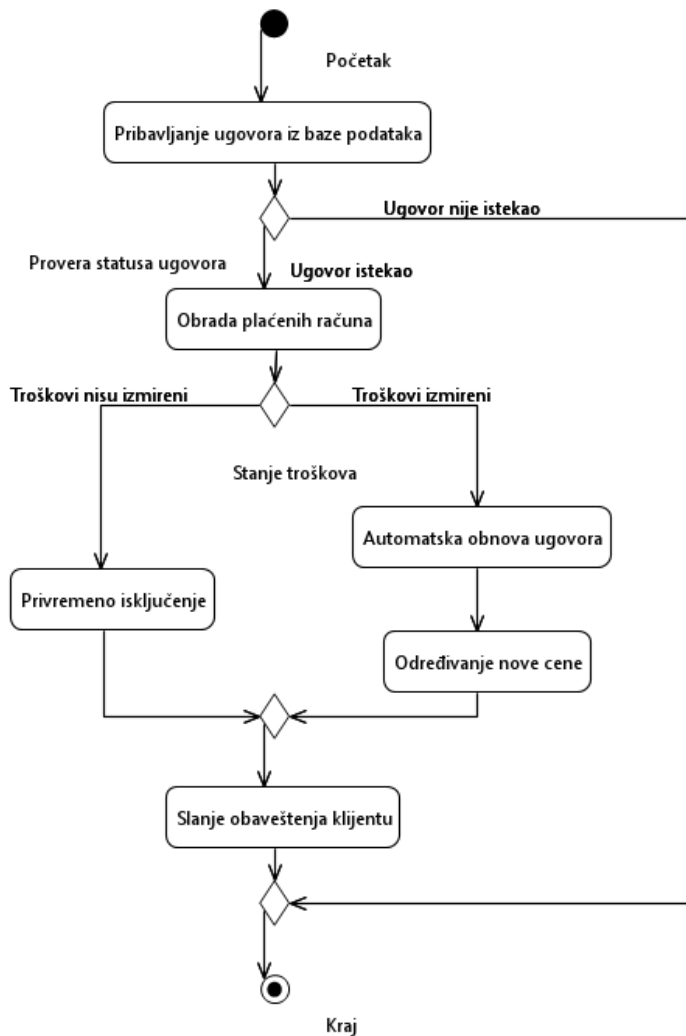 Početak
Pribavljanje ugovora iz baze podataka
Ugovor nije istekao
Provera statusa ugovora
Ugovor istekao
Obrada plaćenih računa
Troškovi nisu izmireni
Troškovi izmireni
Stanje troškova
Automatska obnova ugovora
Privremeno isključenje
Određivanje nove cene
Slanje obaveštenja klijentu
Kraj